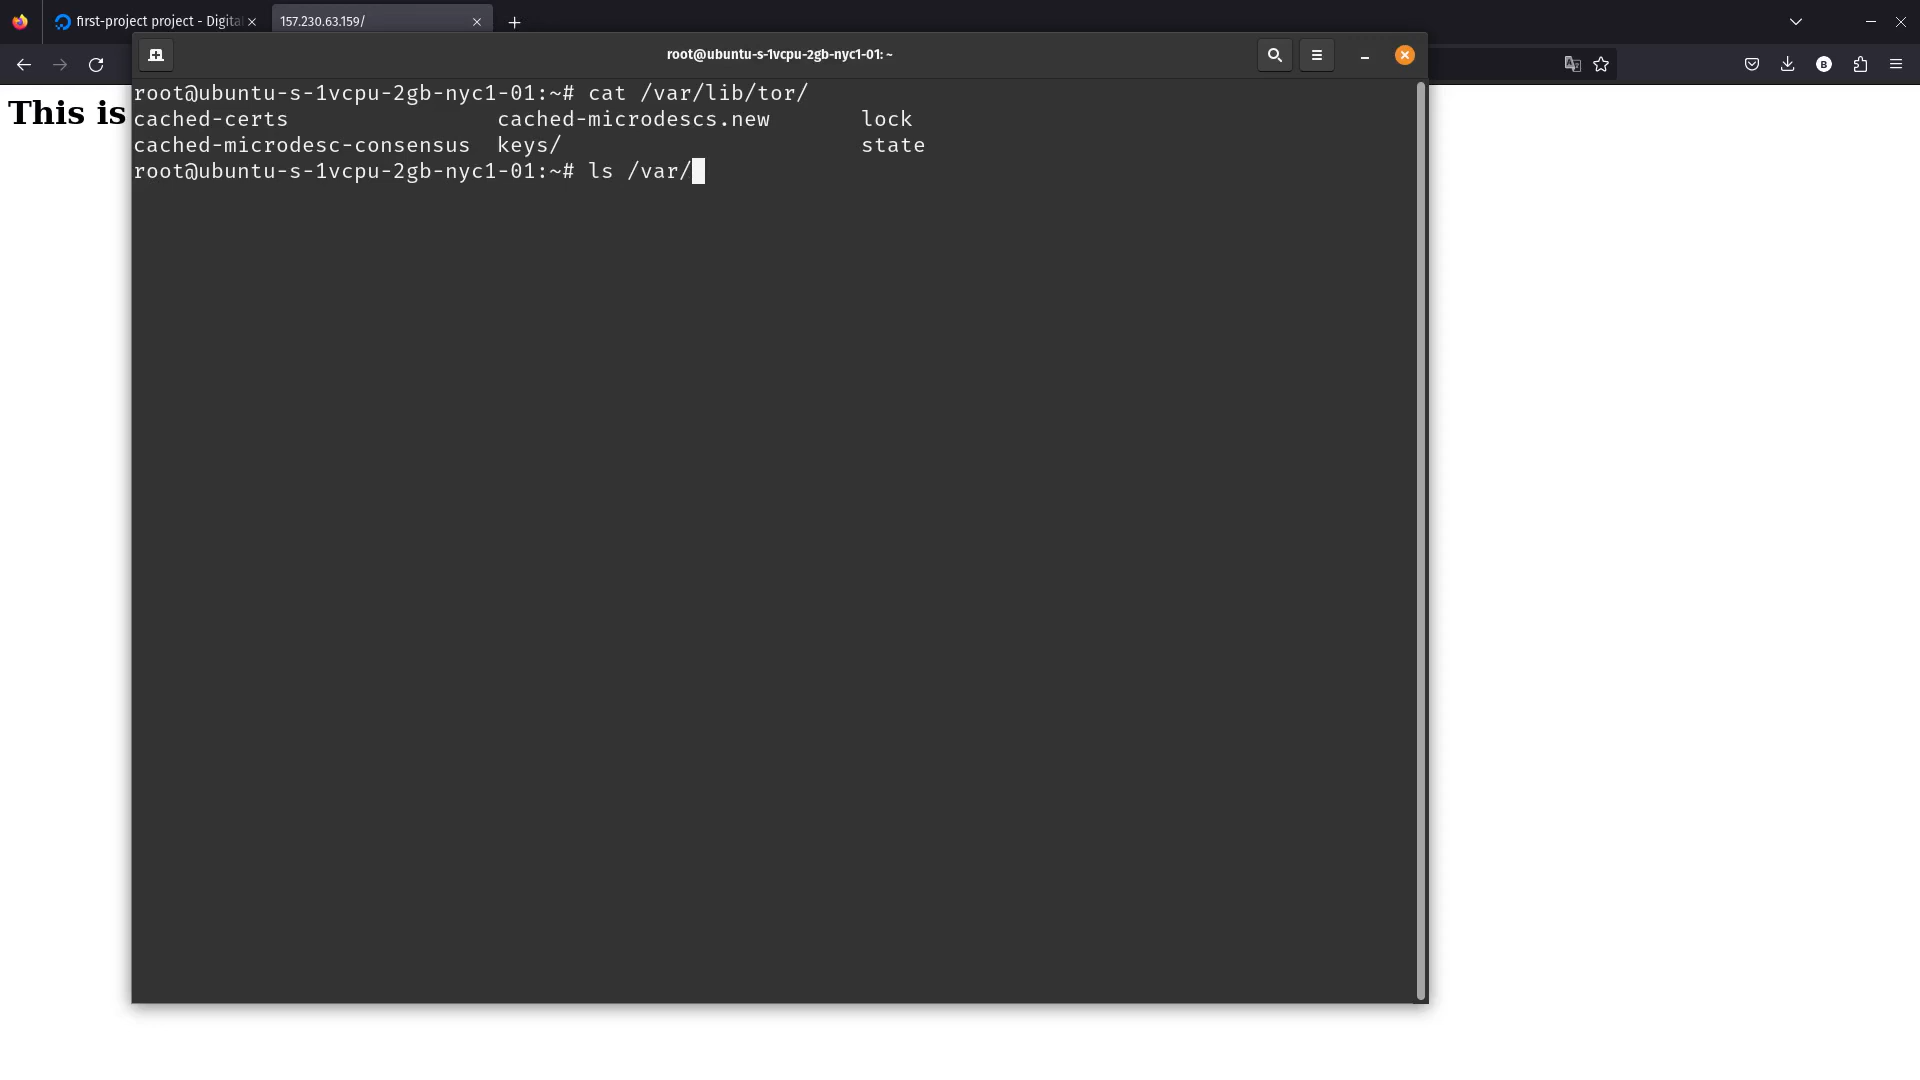 first-project project - Digita
157.230.63.159/
root@ubuntu-s-1vcpu-2gb-nyc1-01: ~
This is
root@ubuntu-s-1vcpu-2gb-nyc1-01:~# cat /var/lib/tor/
cached-certs cached-microdescs.new lock
cached-microdesc-consensus keys/ state
root@ubuntu-s-1vcpu-2gb-nyc1-01:~# ls /var/